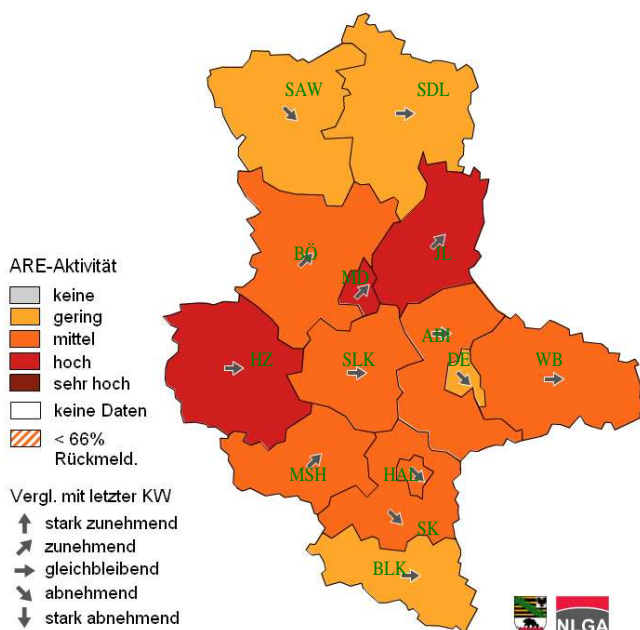 SAW
SDL
BÖ
MD
JL
ARE-Aktivität
keine
gering
mittel
hoch
sehr hoch
keine Daten
< 66%
Rückmeld.
HZ
SLK
ABI
DE
WB
MSH
HAL
SK
BLK
Vergl. mit letzter KW
stark zunehmend
zunehmend
gleichbleibend
abnehmend
stark abnehmend
NLGA